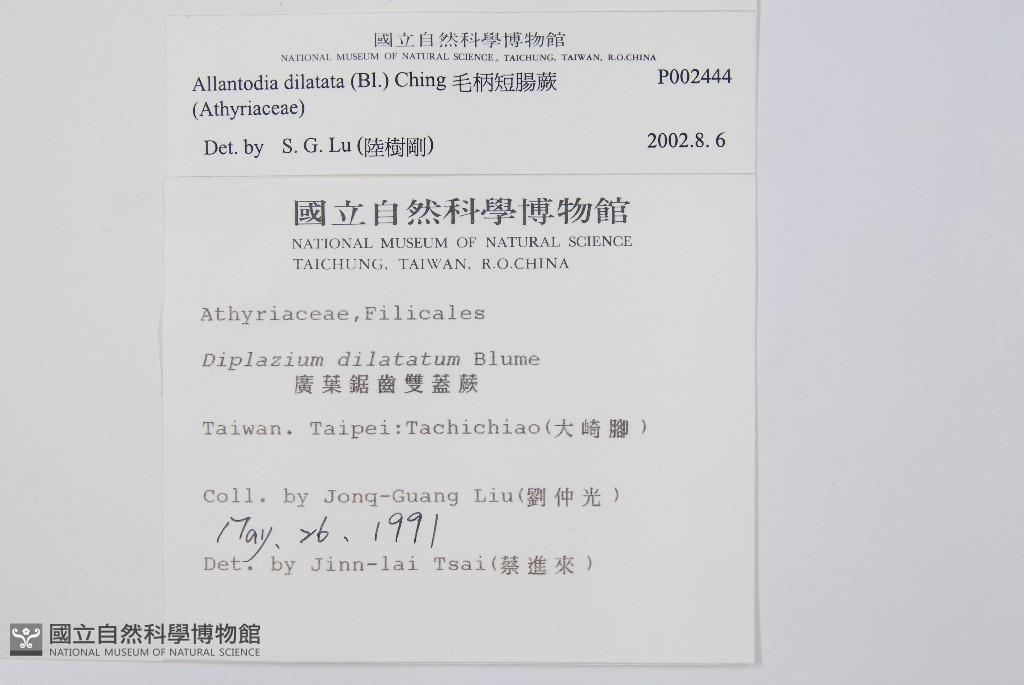 國立自然科學博物館
NATIONAL MUSEUM OF NATURAL SCIENCE, TAICHUNG, TAIWAN, R.O.CHINA
Allantodia dilatata (Bl.) Ching 毛柄短腸蕨 P002444
(Athyriaceae)
Det. by S. G. Lu (陸樹剛) 2002.8. 6
國立自然科學博物館
NATIONAL MUSEUM OF NATURAL SCIENCE
TAICHUNG, TAIWAN, R.O.CHINA
Athyriaceae,Filicales
Diplazium dilatatum Blume
廣葉鋸齒雙蓋蕨
Taiwan. Taipei:Tachichiao(大崎腳)
Coll. by Jonq-Guang Liu(劉仲光)
May. 26. 1991
Det. by Jinn-lai Tsai(蔡進來)
國立自然科學博物館
NATIONAL MUSEUM OF NATURAL SCIENCE